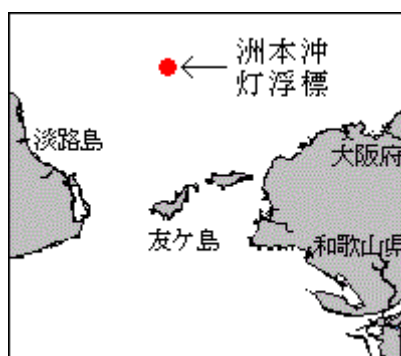 洲本沖
灯浮標
淡路島
大阪府
友ケ島
和歌山県